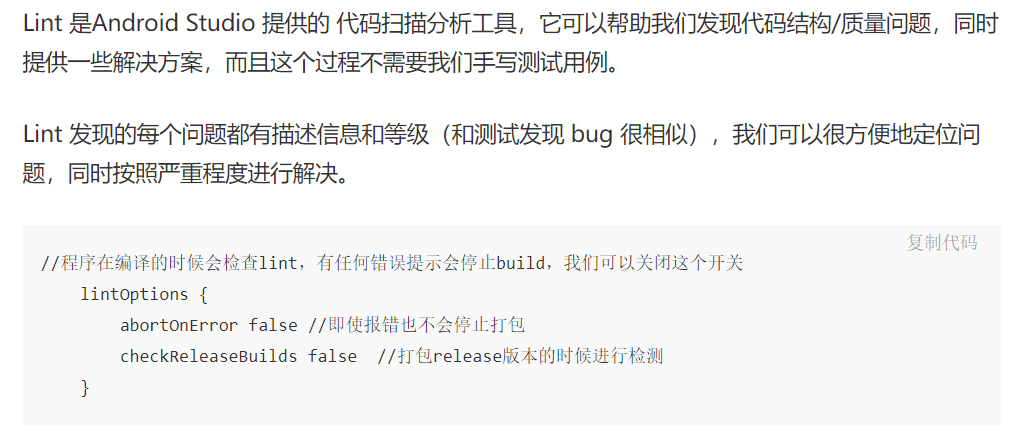 Lint 是Android Studio 提供的 代码扫描分析工具，它可以帮助我们发现代码结构/质量问题，同时
提供一些解决方案，而且这个过程不需要我们手写测试用例。
Lint 发现的每个问题都有描述信息和等级（和测试发现 bug 很相似），我们可以很方便地定位问
题，同时按照严重程度进行解决。
复制代码
//程序在编译的时候会检查lint，有任何错误提示会停止build，我们可以关闭这个开关
    lintOptions {
        abortOnError false //即使报错也不会停止打包
        checkReleaseBuilds false  //打包release版本的时候进行检测
    }